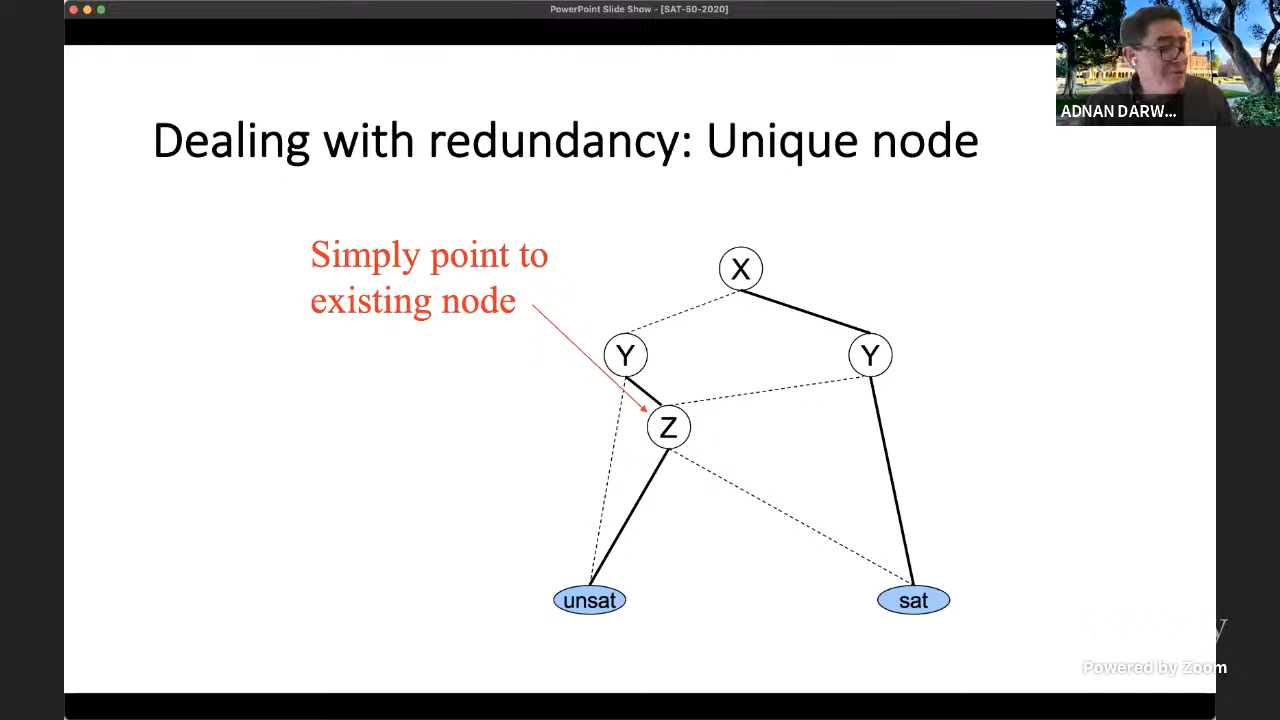 PowerPoint Slide Show - [SAT-50-2020]
ADNAN DARW...
Dealing with redundancy: Unique node
Simply point to
existing node
X
Y
Y
Z
unsat
sat
Powered by Zoom